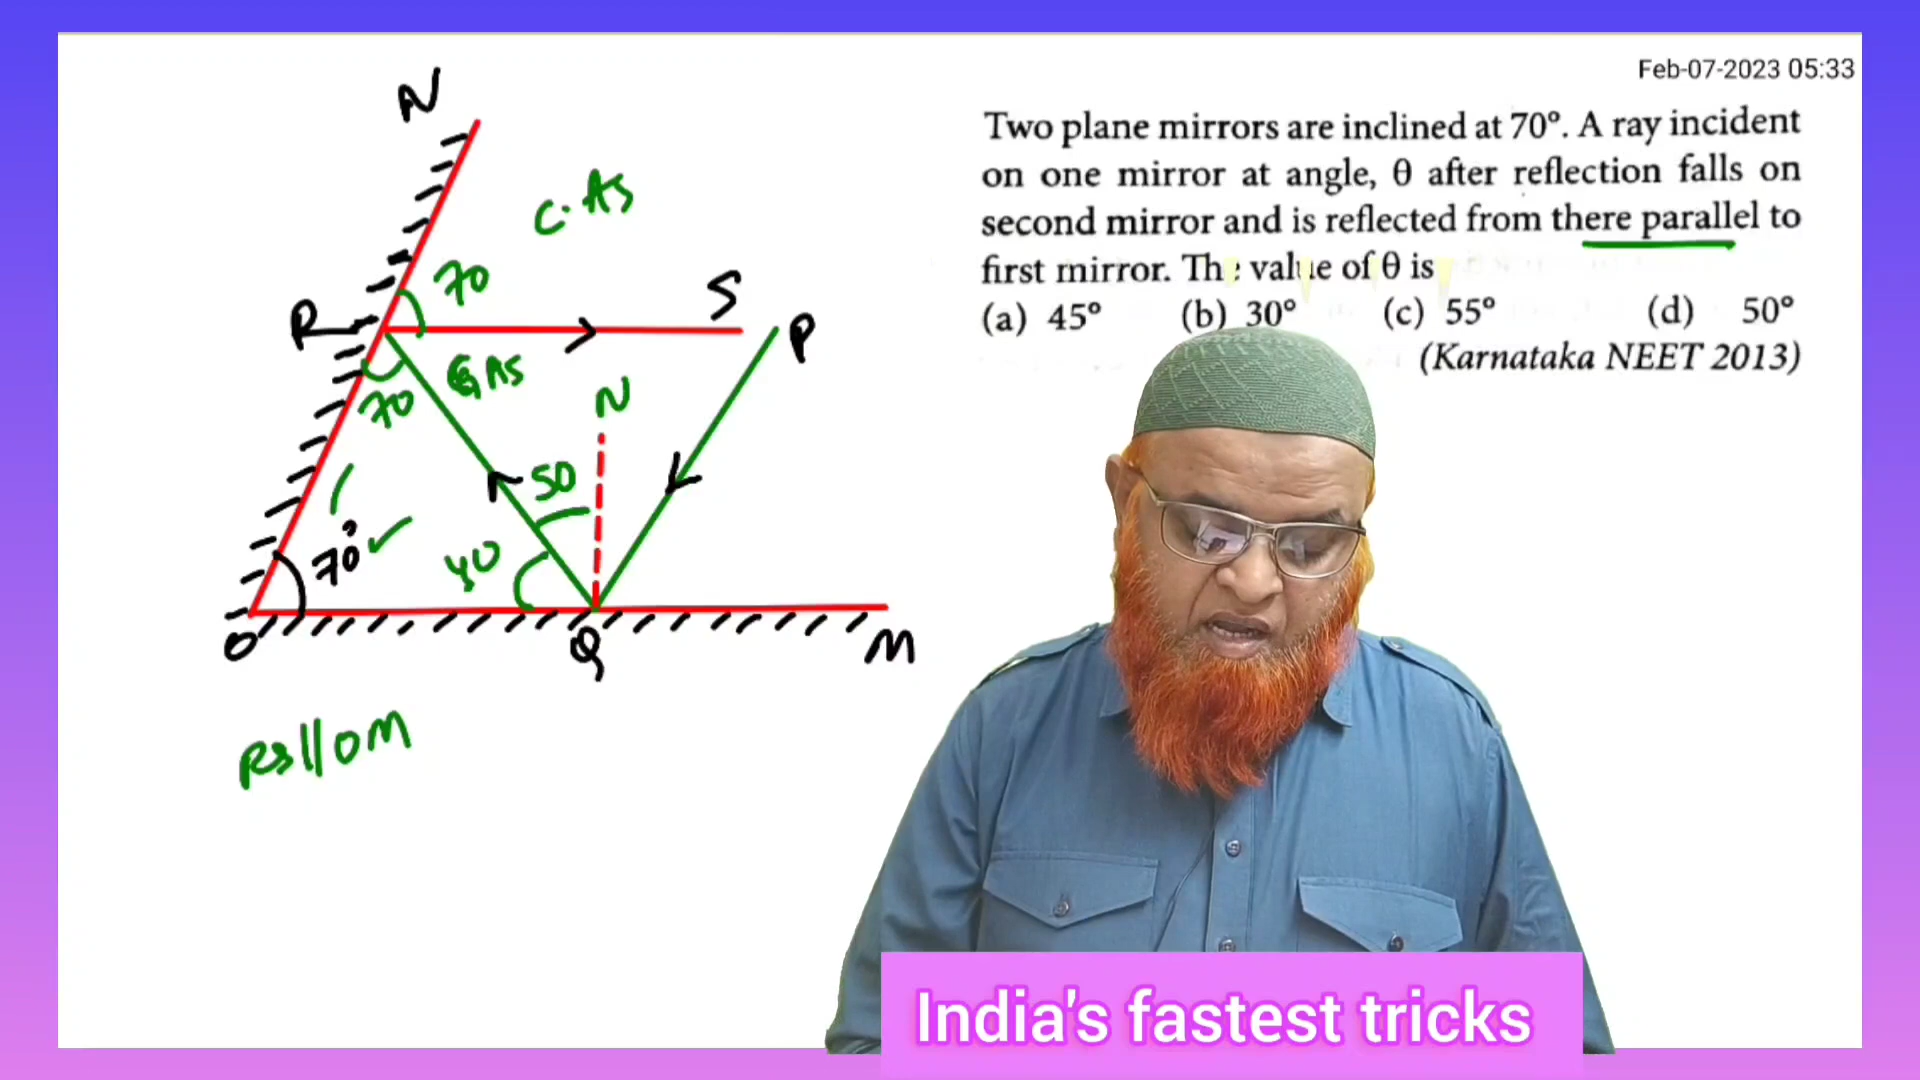 Feb-07-2023 05:33
Two plane mirrors are inclined at 70°. A ray incident
on one mirror at angle, θ after reflection falls on
second mirror and is reflected from there parallel to
first mirror. The value of θ is
(a) 45° (b) 30° (c) 55° (d) 50°
(Karnataka NEET 2013)
N
C.AS
70
R
S
P
GAS
70
N
50
70°
40
O
Q
M
RS||OM
India's fastest tricks